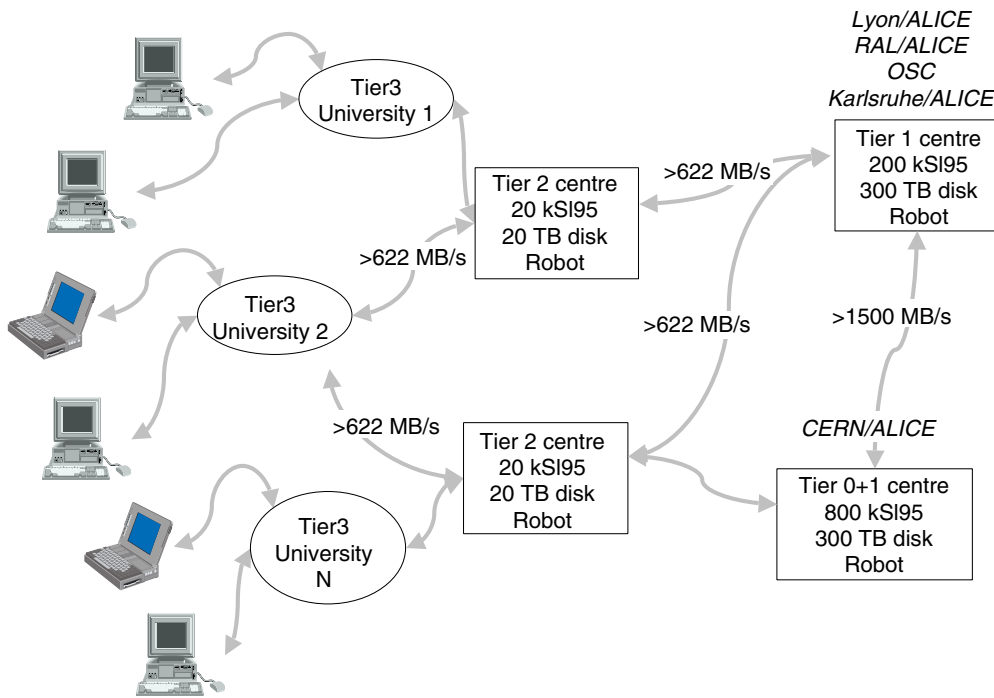 Lyon/ALICE
RAL/ALICE
OSC
Karlsruhe/ALICE
Tier3
University 1
Tier 1 centre
200 kSI95
300 TB disk
Robot
>622 MB/s
Tier 2 centre
20 kSI95
20 TB disk
Robot
>622 MB/s
Tier3
University 2
>622 MB/s
>1500 MB/s
>622 MB/s
CERN/ALICE
Tier 2 centre
20 kSI95
20 TB disk
Robot
Tier 0+1 centre
800 kSI95
300 TB disk
Robot
Tier3
University
N